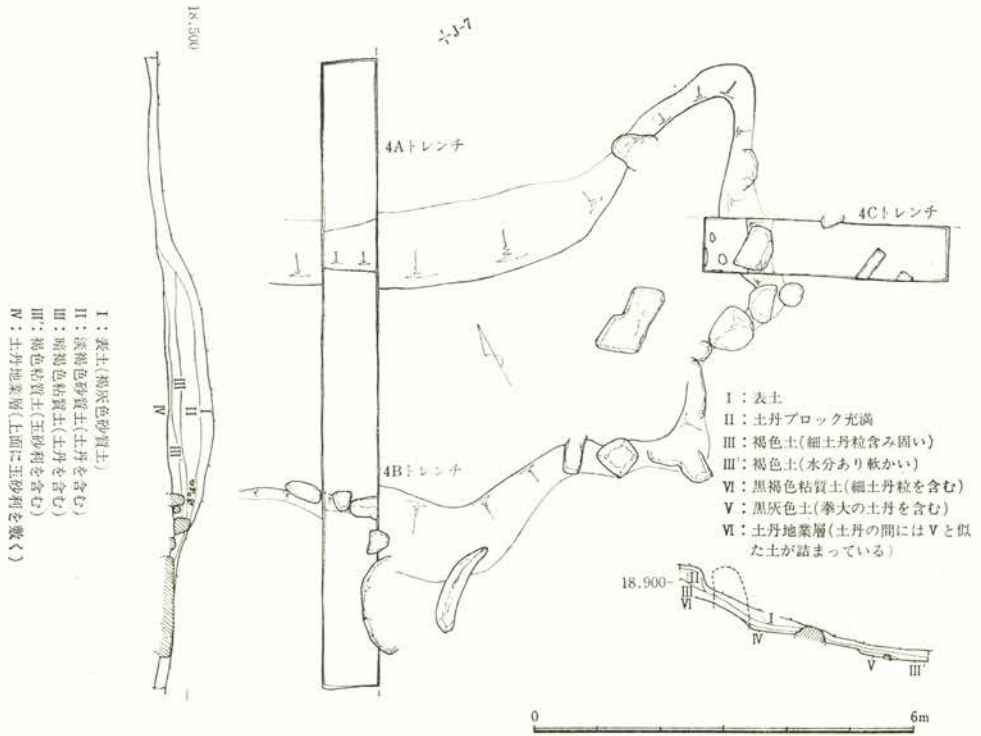 18.500
J-7
4Aトレンチ
4Cトレンチ
4Bトレンチ
I：表土(褐灰色砂質土)
II：淡褐色砂質土(土丹を含む)
III：暗褐色粘質土(土丹を含む)
III'：褐色粘質土(玉砂利を含む)
IV：土丹地業層(上面に玉砂利を敷く)
I
II
III
III
IV
I：表土
II：土丹ブロック充満
III：褐色土(細土丹粒含み固い)
III'：褐色土(水分あり軟かい)
VI：黒褐色粘質土(細土丹粒を含む)
V：黒灰色土(拳大の土丹を含む)
VI：土丹地業層(土丹の間にはVと似
た土が詰まっている)
18.900
II
III
VI
I
IV
V
III'
0
6m